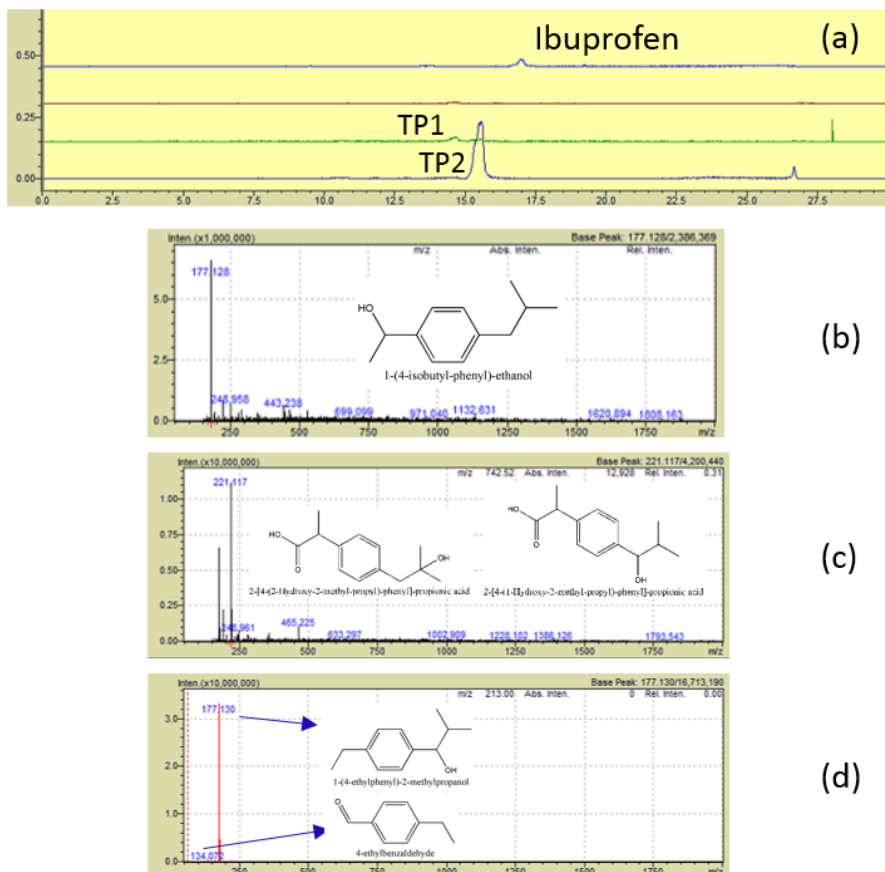 Ibuprofen
(a)
0.50
0.25
TP1
TP2
0.00
0.0 2.5 5.0 7.5 10.0 12.5 15.0 17.5 20.0 22.5 25.0 27.5
Inten.(x1,000,000) Base Peak: 177.128/2,386,369
m/z Abs. Inten. Rel. Inten.
177.128
5.0
HO
1-(4-isobutyl-phenyl)-ethanol
2.5
248.958 443.238 699.099 971.040 1132.631 1620.894 1808.163
0.0
250 500 750 1000 1250 1500 1750 m/z
(b)
Inten.(x10,000,000) Base Peak: 221.117/4,200,440
m/z 742.52 Abs. Inten. 12,928 Rel. Inten. 0.31
221.117
1.00
HO
O
OH
HO
O
OH
0.75
2-[4-(2-Hydroxy-2-methyl-propyl)-phenyl]-propionic acid
2-[4-(1-Hydroxy-2-methyl-propyl)-phenyl]-propionic acid
0.50
0.25
248.961 465.225 633.297 1002.909 1228.102 1386.126 1793.543
0.00
250 500 750 1000 1250 1500 1750 m/z
(c)
Inten.(x10,000,000) Base Peak: 177.130/16,713,190
m/z 213.00 Abs. Inten. 0 Rel. Inten. 0.00
177.130
3.0
OH
1-(4-ethylphenyl)-2-methylpropanol
2.0
O
1.0
4-ethylbenzaldehyde
134.072
0.0
250 500 750 1000 1250 1500 1750 m/z
(d)